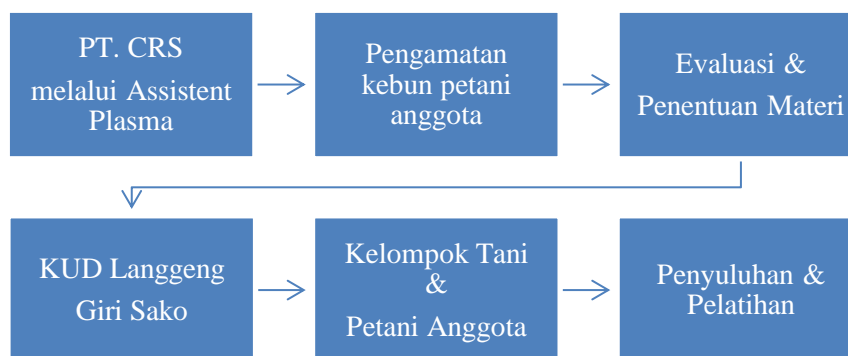 PT. CRS
melalui Assistent
Plasma
Pengamatan
kebun petani
anggota
Evaluasi &
Penentuan Materi
KUD Langgeng
Giri Sako
Kelompok Tani
&
Petani Anggota
Penyuluhan &
Pelatihan